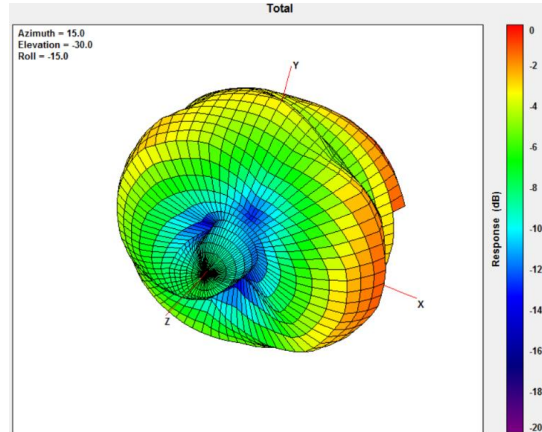 Total
Azimuth = 15.0
Elevation = -30.0
Roll = -15.0
Y
X
Z
0
-2
-4
-6
-8
-10
-12
-14
-16
-18
-20
Response (dB)